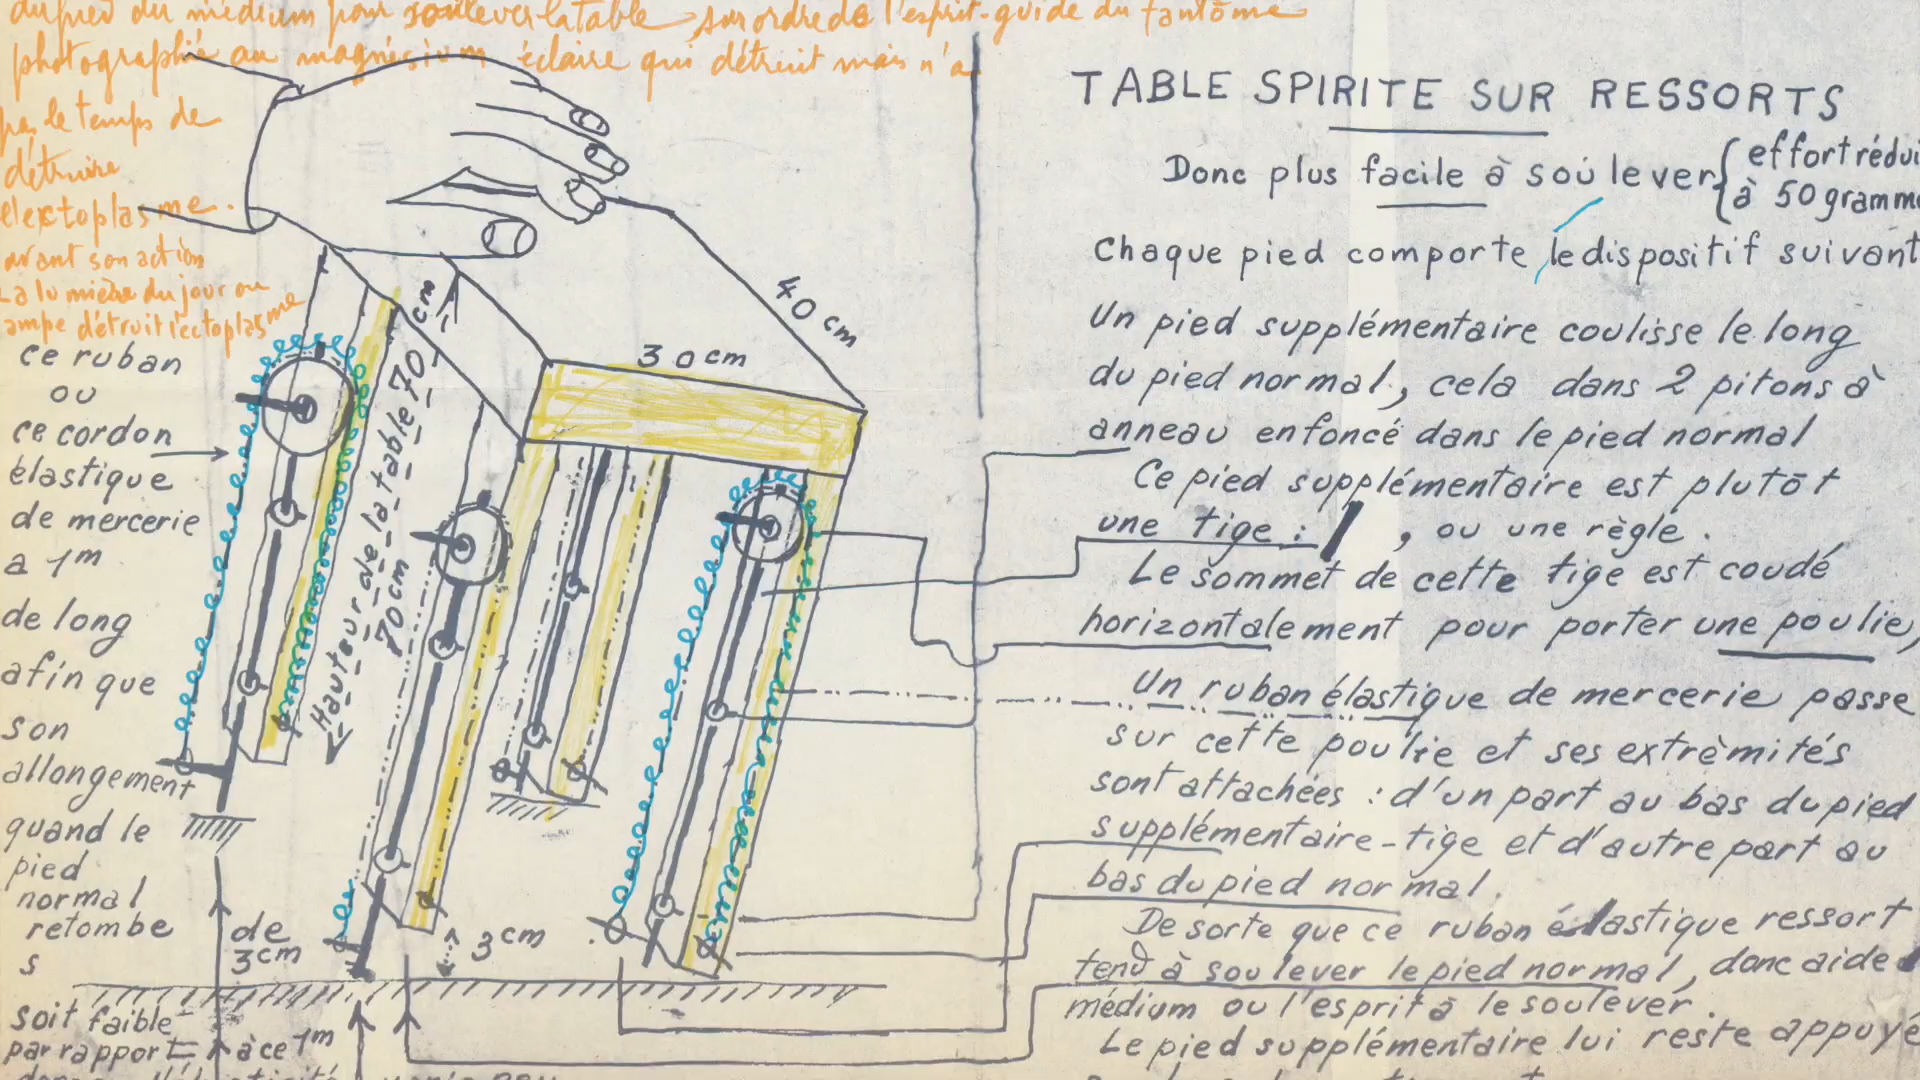 du pied du médium pour soulever la table, sur ordre de l'esprit-guide du fantôme
photographié au magnésium éclaire qui détruit mais n'a
pas le temps de
détruire
l'ectoplasme.
avant son action
La lumière du jour ou
ampe détruit l'ectoplasme
ce ruban
ou
ce cordon
élastique
de mercerie
a 1m
de long
afin que
son
allongement
quand le
pied
normal
retombe
s
de
3cm
soit faible
par rapport = à ce 1m
Hauteur de la table 70 cm
70 cm
30 cm
40 cm
3 cm
TABLE SPIRITE SUR RESSORTS
Donc plus facile à soulever { effort rédui
à 50 gramme
Chaque pied comporte, le dispositif suivant
Un pied supplémentaire coulisse le long
du pied normal, cela dans 2 pitons à
anneau enfoncé dans le pied normal
Ce pied supplémentaire est plutôt
une tige : , ou une règle.
Le sommet de cette tige est coudé
horizontalement pour porter une poulie,
Un ruban élastique de mercerie passe
sur cette poulie et ses extrèmités
sont attachées : d'un part au bas du pied
supplémentaire-tige et d'autre part au
bas du pied normal.
De sorte que ce ruban élastique ressort
tend à soulever le pied normal, donc aide
médium ou l'esprit à le soulever.
Le pied supplémentaire lui reste appuyé